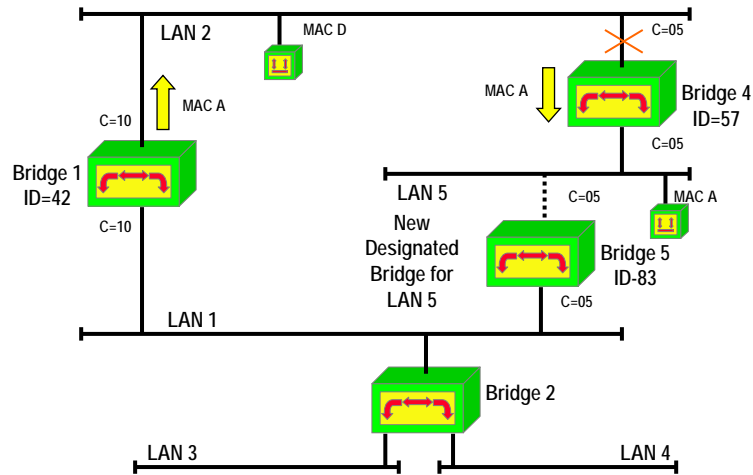 LAN 2
MAC D
C=05
MAC A
MAC A
Bridge 4
ID=57
C=10
C=05
Bridge 1
ID=42
LAN 5
C=05
MAC A
C=10
New
Designated
Bridge for
LAN 5
Bridge 5
ID-83
C=05
LAN 1
Bridge 2
LAN 3
LAN 4